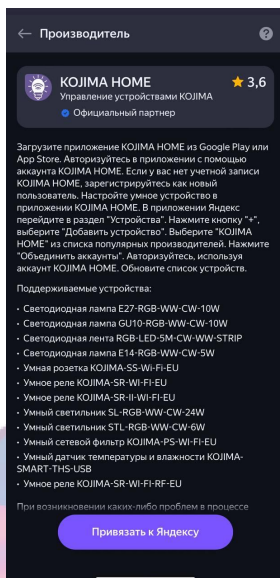 ← Производитель
KOJIMA HOME
★ 3,6
Управление устройствами KOJIMA
Официальный партнер
Загрузите приложение KOJIMA HOME из Google Play или
App Store. Авторизуйтесь в приложении с помощью
аккаунта KOJIMA HOME. Если у вас нет учетной записи
KOJIMA HOME, зарегистрируйтесь как новый
пользователь. Настройте умное устройство в
приложении KOJIMA HOME. В приложении Яндекс
перейдите в раздел "Устройства". Нажмите кнопку "+",
выберите "Добавить устройство". Выберите "KOJIMA
HOME" из списка популярных производителей. Нажмите
"Объединить аккаунты". Авторизуйтесь, используя
аккаунт KOJIMA HOME. Обновите список устройств.
Поддерживаемые устройства:
• Светодиодная лампа E27-RGB-WW-CW-10W
• Светодиодная лампа GU10-RGB-WW-CW-10W
• Светодиодная лента RGB-LED-5M-CW-WW-STRIP
• Светодиодная лампа E14-RGB-WW-CW-5W
• Умная розетка KOJIMA-SS-Wi-Fi-EU
• Умное реле KOJIMA-SR-WI-FI-EU
• Умное реле KOJIMA-SR-II-WI-FI-EU
• Умный светильник SL-RGB-WW-CW-24W
• Умный светильник STL-RGB-WW-CW-6W
• Умный сетевой фильтр KOJIMA-PS-WI-FI-EU
• Умный датчик температуры и влажности KOJIMA-
SMART-THS-USB
• Умное реле KOJIMA-SR-WI-FI-RF-EU
При возникновении каких-либо проблем в процессе
Привязать к Яндексу